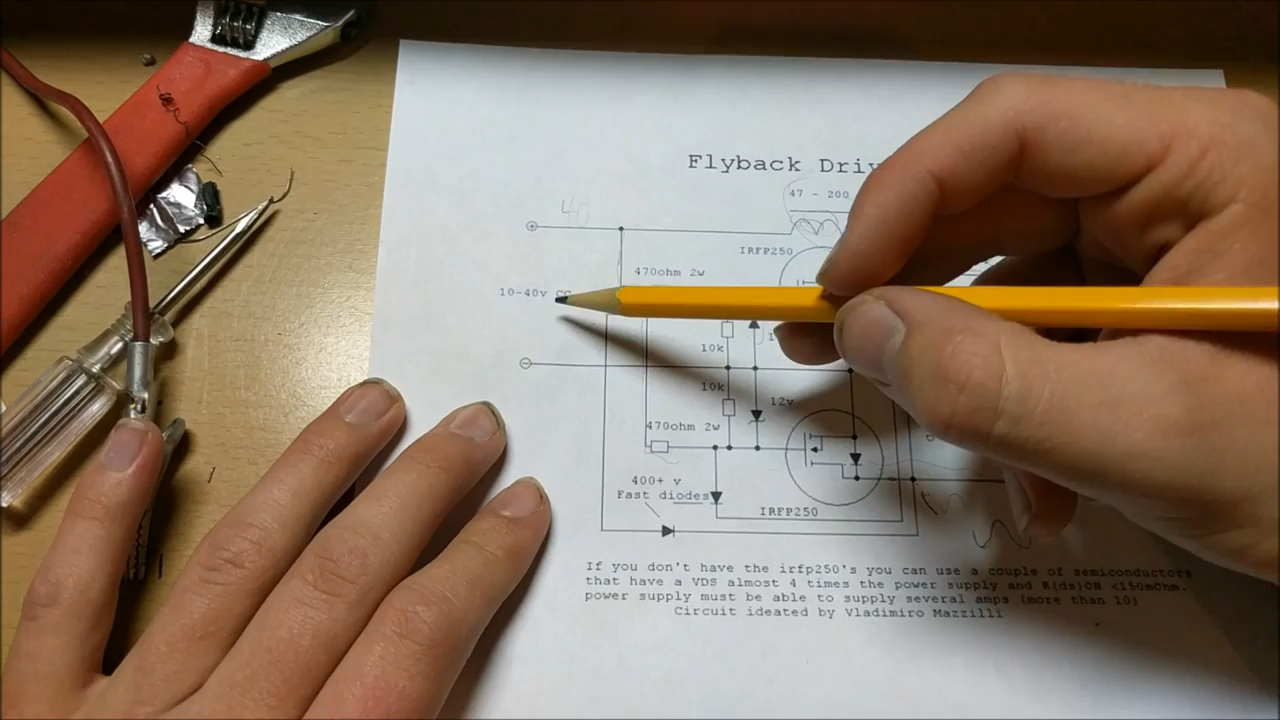 Flyback Driv
47 - 200
40
IRFP250
470ohm 2w
10-40v CC
10k
10k
12v
470ohm 2w
400+ v
Fast diodes
IRFP250
If you don't have the irfp250's you can use a couple of semiconductors
that have a VDS almost 4 times the power supply and R(ds)ON <150mOhm.
power supply must be able to supply several amps (more than 10)
Circuit ideated by Vladimiro Mazzilli